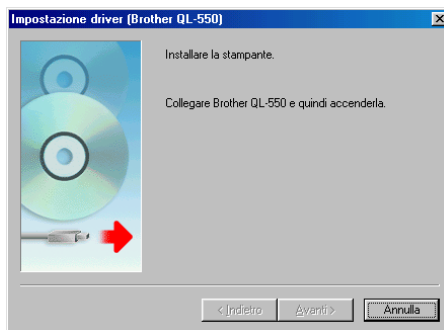 Impostazione driver (Brother QL-550)
Installare la stampante.
Collegare Brother QL-550 e quindi accenderla.
< Indietro
Avanti >
Annulla